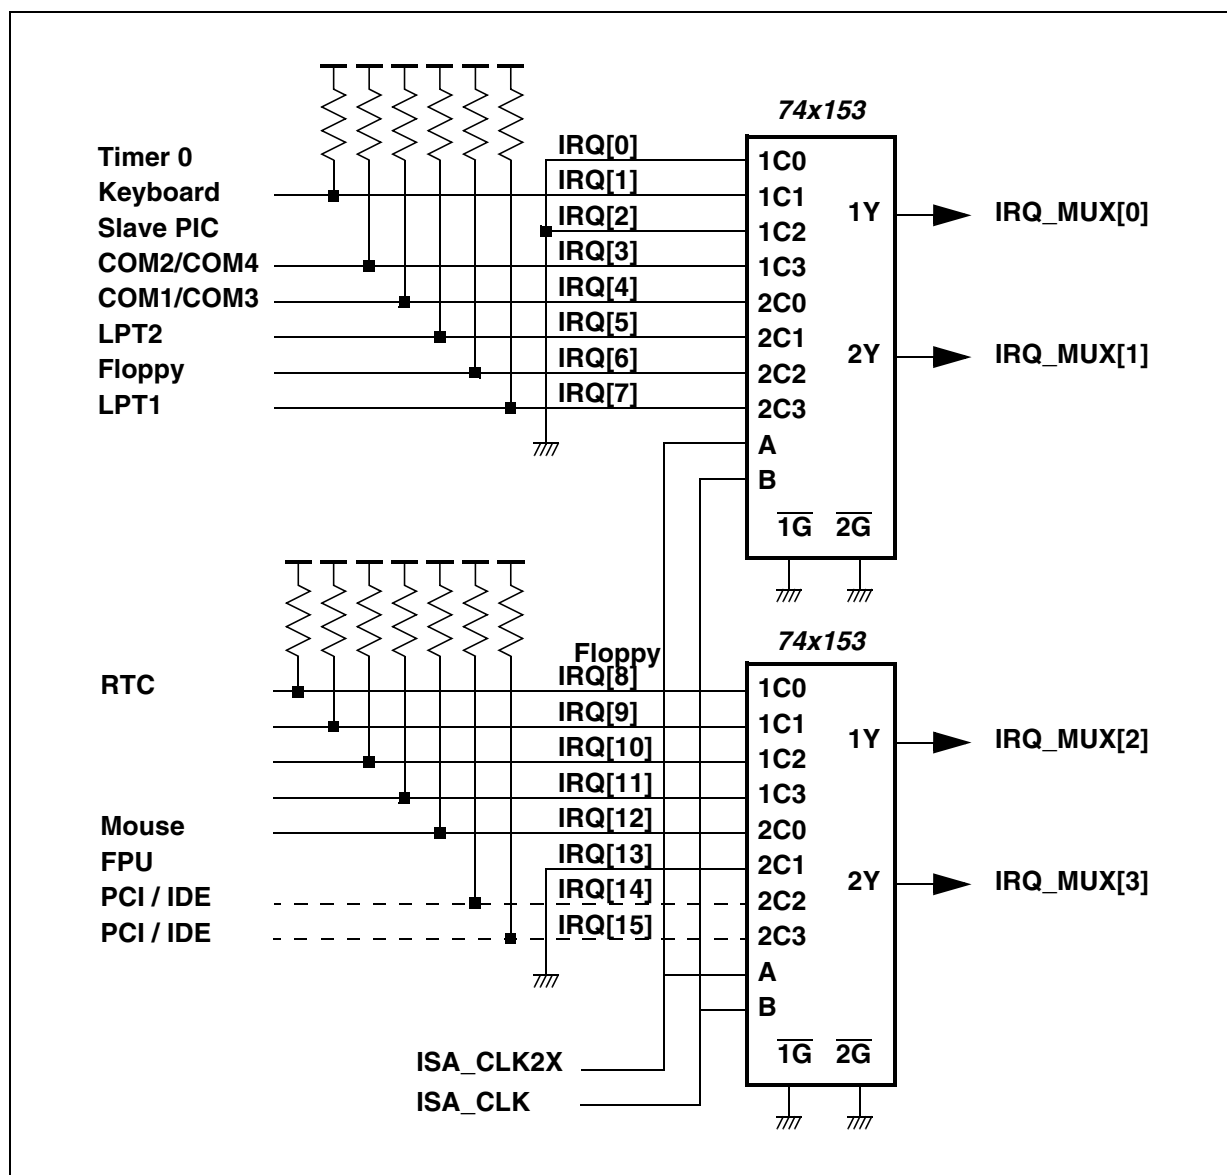 74x153
Timer 0
IRQ[0]
1C0
Keyboard
IRQ[1]
1C1
1Y
IRQ_MUX[0]
Slave PIC
IRQ[2]
1C2
COM2/COM4
IRQ[3]
1C3
COM1/COM3
IRQ[4]
2C0
LPT2
IRQ[5]
2C1
2Y
IRQ_MUX[1]
Floppy
IRQ[6]
2C2
LPT1
IRQ[7]
2C3
A
B
1G 2G
74x153
Floppy
RTC
IRQ[8]
1C0
IRQ[9]
1C1
1Y
IRQ_MUX[2]
IRQ[10]
1C2
IRQ[11]
1C3
Mouse
IRQ[12]
2C0
FPU
IRQ[13]
2C1
2Y
IRQ_MUX[3]
PCI / IDE
IRQ[14]
2C2
PCI / IDE
IRQ[15]
2C3
A
B
1G 2G
ISA_CLK2X
ISA_CLK